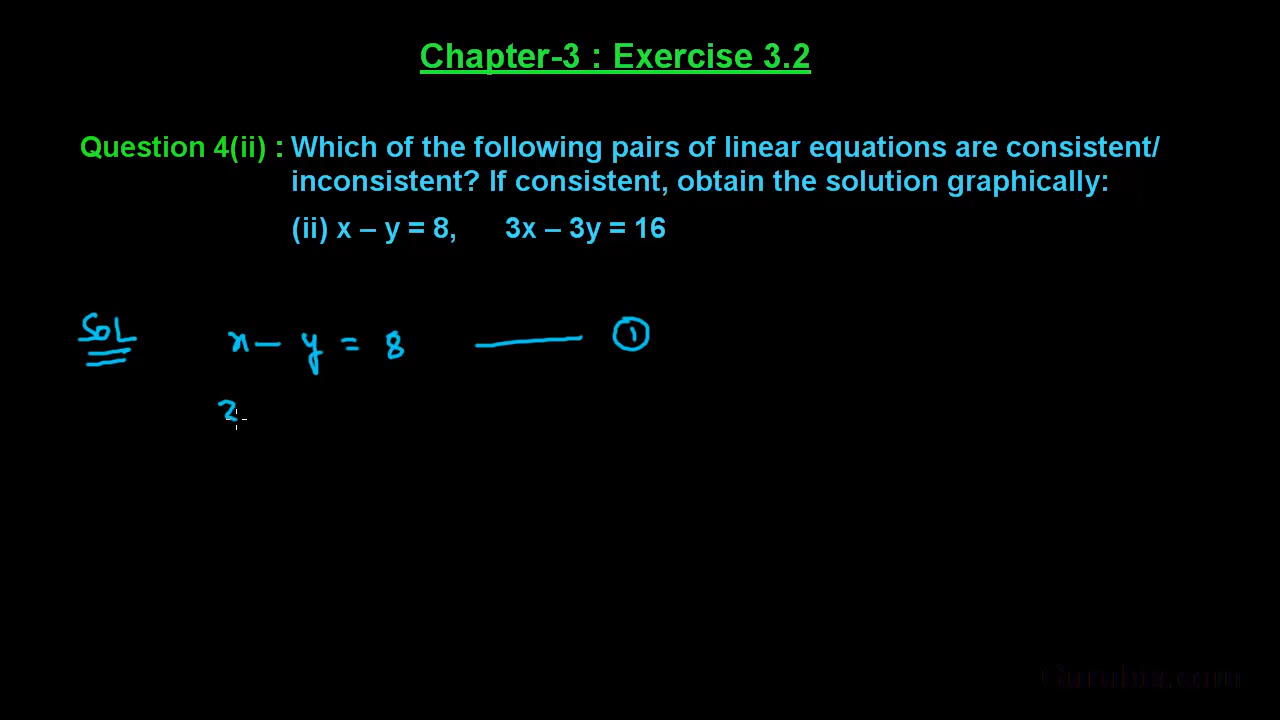 Chapter-3 : Exercise 3.2
Question 4(ii) : Which of the following pairs of linear equations are consistent/
inconsistent? If consistent, obtain the solution graphically:
(ii) x – y = 8, 3x – 3y = 16
SOL x – y = 8 —— ①